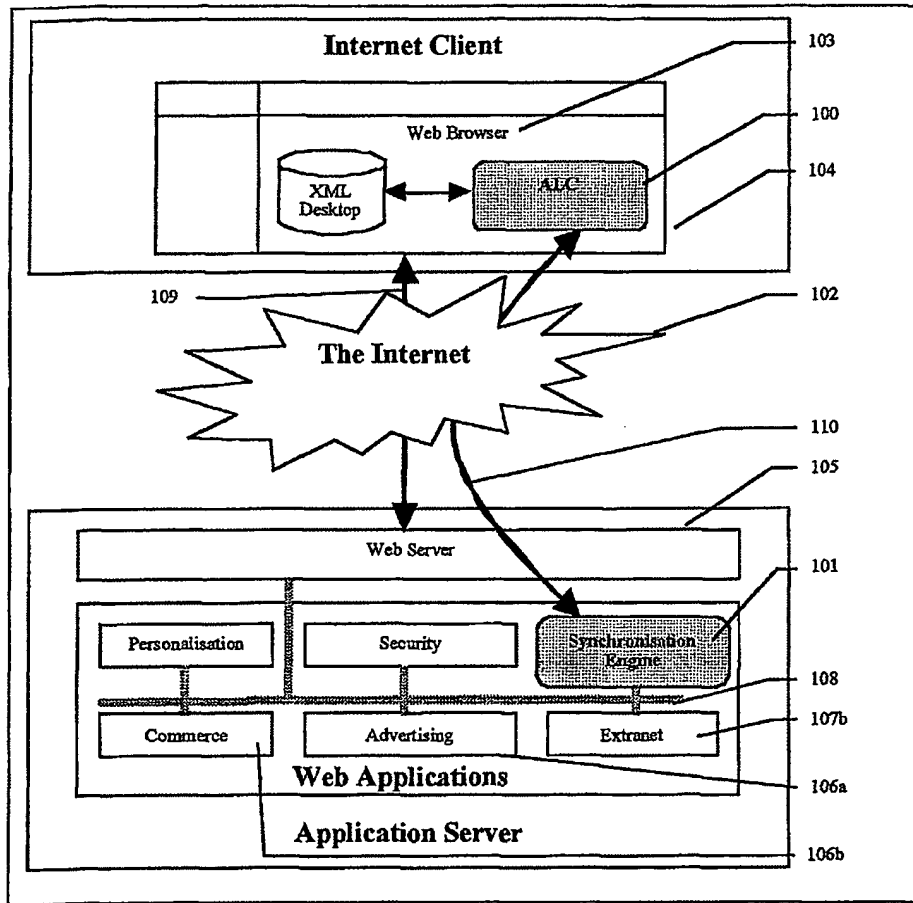 Internet Client
103
100
Web Browser
ALC
XML
Desktop
104
109
102
The Internet
110
105
Web Server
101
Personalisation
Security
Synchronisation
Engine
108
107b
Commerce
Advertising
Extranet
Web Applications
106a
Application Server
106b